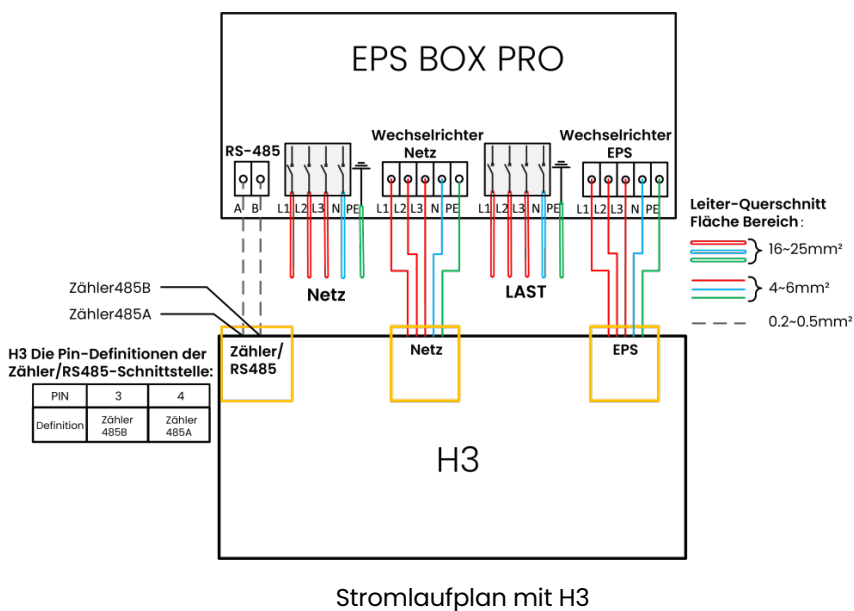 EPS BOX PRO
RS-485
Wechselrichter
Netz
Wechselrichter
EPS
A B
L1 L2 L3 N PE
L1 L2 L3 N PE
L1 L2 L3 N PE
L1 L2 L3 N PE
Netz
LAST
Leiter-Querschnitt
Fläche Bereich:
16~25mm²
4~6mm²
0.2~0.5mm²
Zähler485B
Zähler485A
H3 Die Pin-Definitionen der
Zähler/RS485-Schnittstelle:
PIN 3 4
Definition Zähler 485B Zähler 485A
Zähler/
RS485
Netz
EPS
H3
Stromlaufplan mit H3